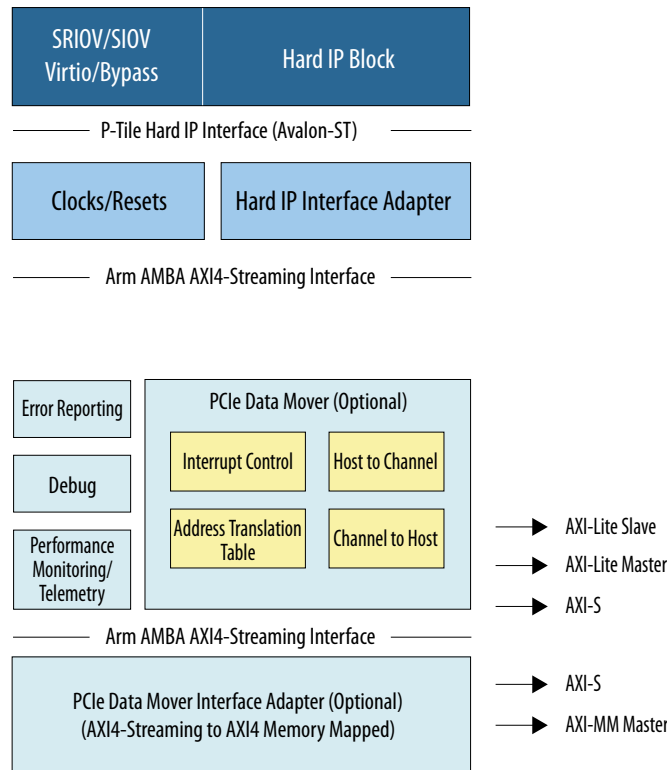 SRIOV/SIOV
Virtio/Bypass
Hard IP Block
P-Tile Hard IP Interface (Avalon-ST)
Clocks/Resets
Hard IP Interface Adapter
Arm AMBA AXI4-Streaming Interface
Error Reporting
Debug
Performance
Monitoring/
Telemetry
PCIe Data Mover (Optional)
Interrupt Control
Host to Channel
Address Translation
Table
Channel to Host
AXI-Lite Slave
AXI-Lite Master
AXI-S
Arm AMBA AXI4-Streaming Interface
PCIe Data Mover Interface Adapter (Optional)
(AXI4-Streaming to AXI4 Memory Mapped)
AXI-S
AXI-MM Master